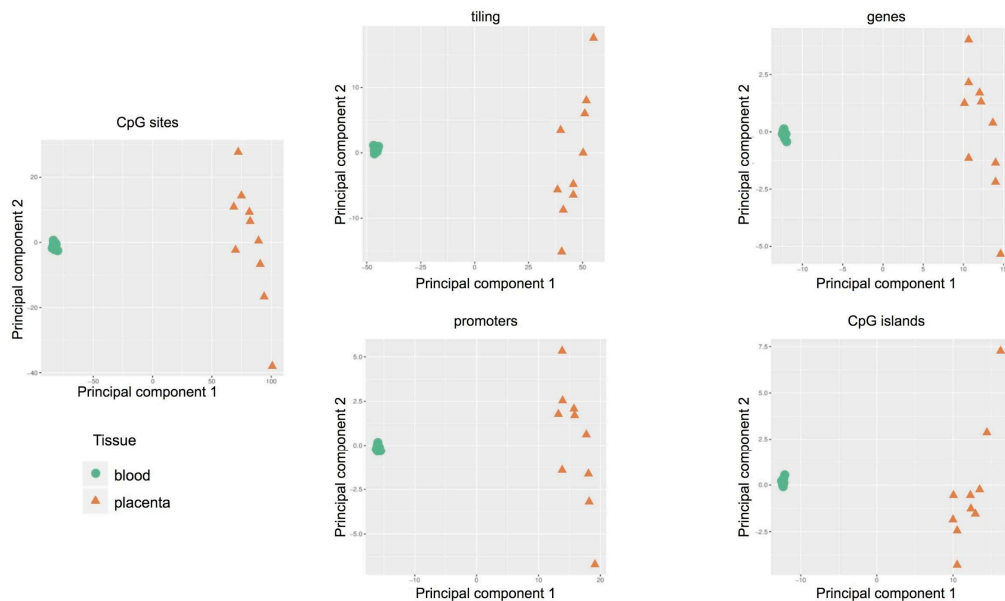 tiling
genes
10
0
-10
-50
-25
0
25
50
Principal component 2
Principal component 1
2.5
0.0
-2.5
-5.0
-10
-5
0
5
10
15
Principal component 2
Principal component 1
CpG sites
20
0
-20
-40
-50
0
50
100
Principal component 2
Principal component 1
promoters
CpG islands
5.0
2.5
0.0
-2.5
-5.0
-10
0
10
20
Principal component 2
Principal component 1
7.5
5.0
2.5
0.0
-2.5
-10
0
10
Principal component 2
Principal component 1
Tissue
blood
placenta